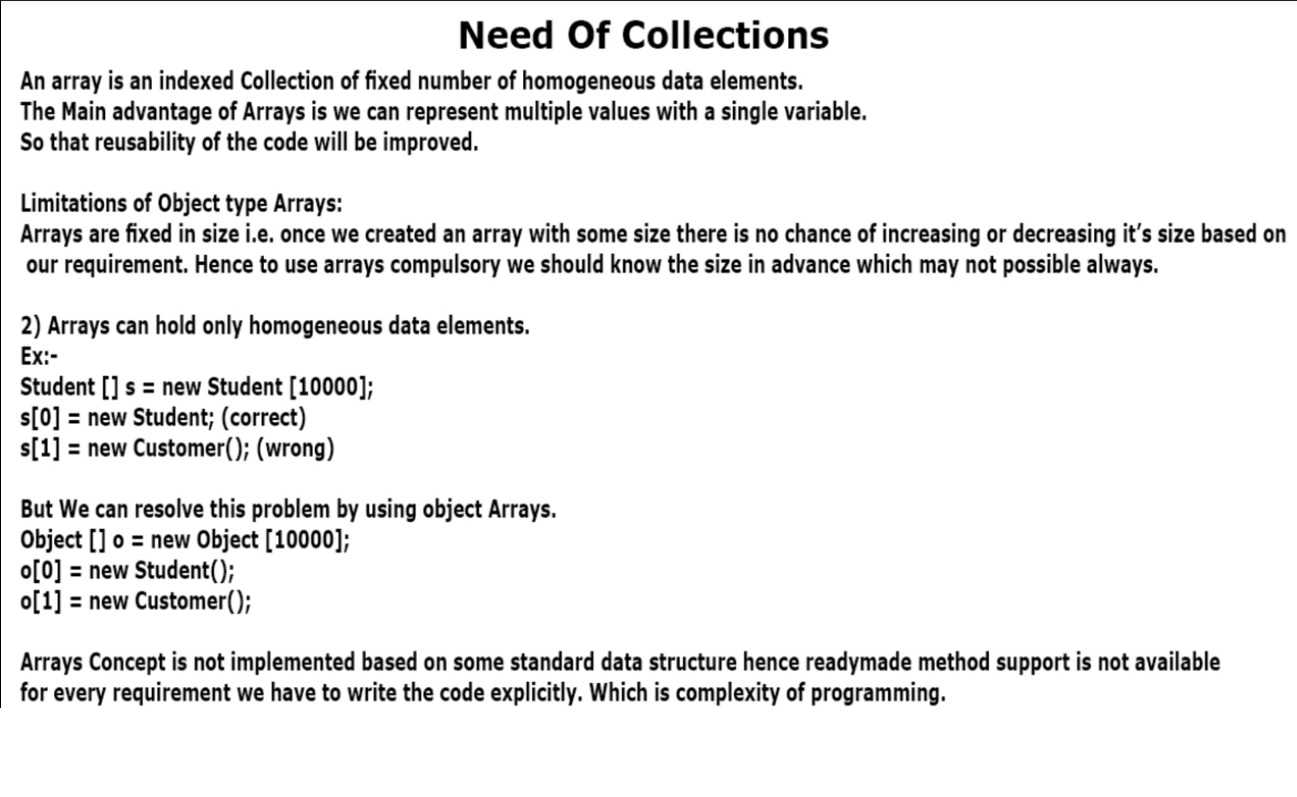 Need Of Collections
An array is an indexed Collection of fixed number of homogeneous data elements.
The Main advantage of Arrays is we can represent multiple values with a single variable.
So that reusability of the code will be improved.
Limitations of Object type Arrays:
Arrays are fixed in size i.e. once we created an array with some size there is no chance of increasing or decreasing it’s size based on
our requirement. Hence to use arrays compulsory we should know the size in advance which may not possible always.
2) Arrays can hold only homogeneous data elements.
Ex:-
Student [] s = new Student [10000];
s[0] = new Student; (correct)
s[1] = new Customer(); (wrong)
But We can resolve this problem by using object Arrays.
Object [] o = new Object [10000];
o[0] = new Student();
o[1] = new Customer();
Arrays Concept is not implemented based on some standard data structure hence readymade method support is not available
for every requirement we have to write the code explicitly. Which is complexity of programming.